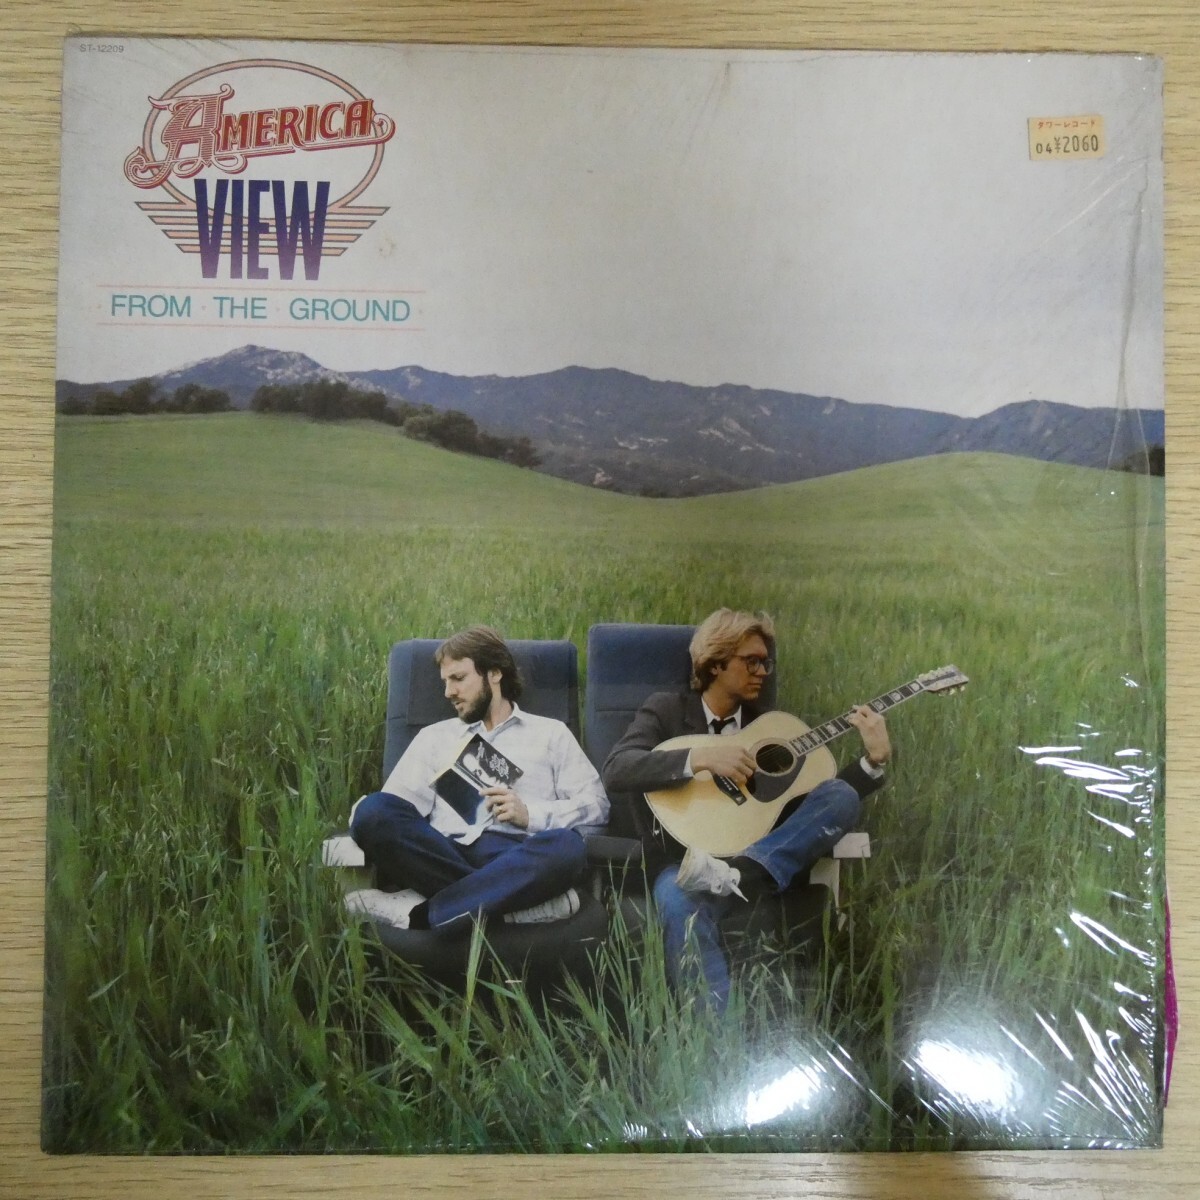 ST-12209
AMERICA
VIEW
FROM · THE · GROUND
タワーレコード
04 ¥2060